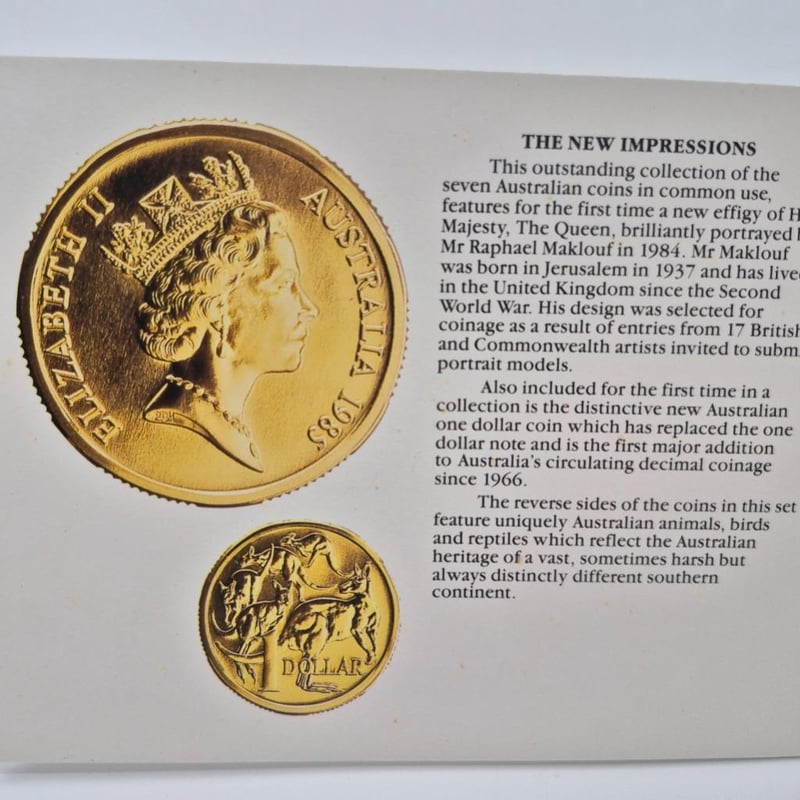 ELIZABETH II AUSTRALIA 1985
RDM
1 DOLLAR
THE NEW IMPRESSIONS
This outstanding collection of the
seven Australian coins in common use,
features for the first time a new effigy of H
Majesty, The Queen, brilliantly portrayed b
Mr Raphael Maklouf in 1984. Mr Maklouf
was born in Jerusalem in 1937 and has live
in the United Kingdom since the Second
World War. His design was selected for
coinage as a result of entries from 17 British
and Commonwealth artists invited to submi
portrait models.
Also included for the first time in a
collection is the distinctive new Australian
one dollar coin which has replaced the one
dollar note and is the first major addition
to Australia's circulating decimal coinage
since 1966.
The reverse sides of the coins in this set
feature uniquely Australian animals, birds
and reptiles which reflect the Australian
heritage of a vast, sometimes harsh but
always distinctly different southern
continent.